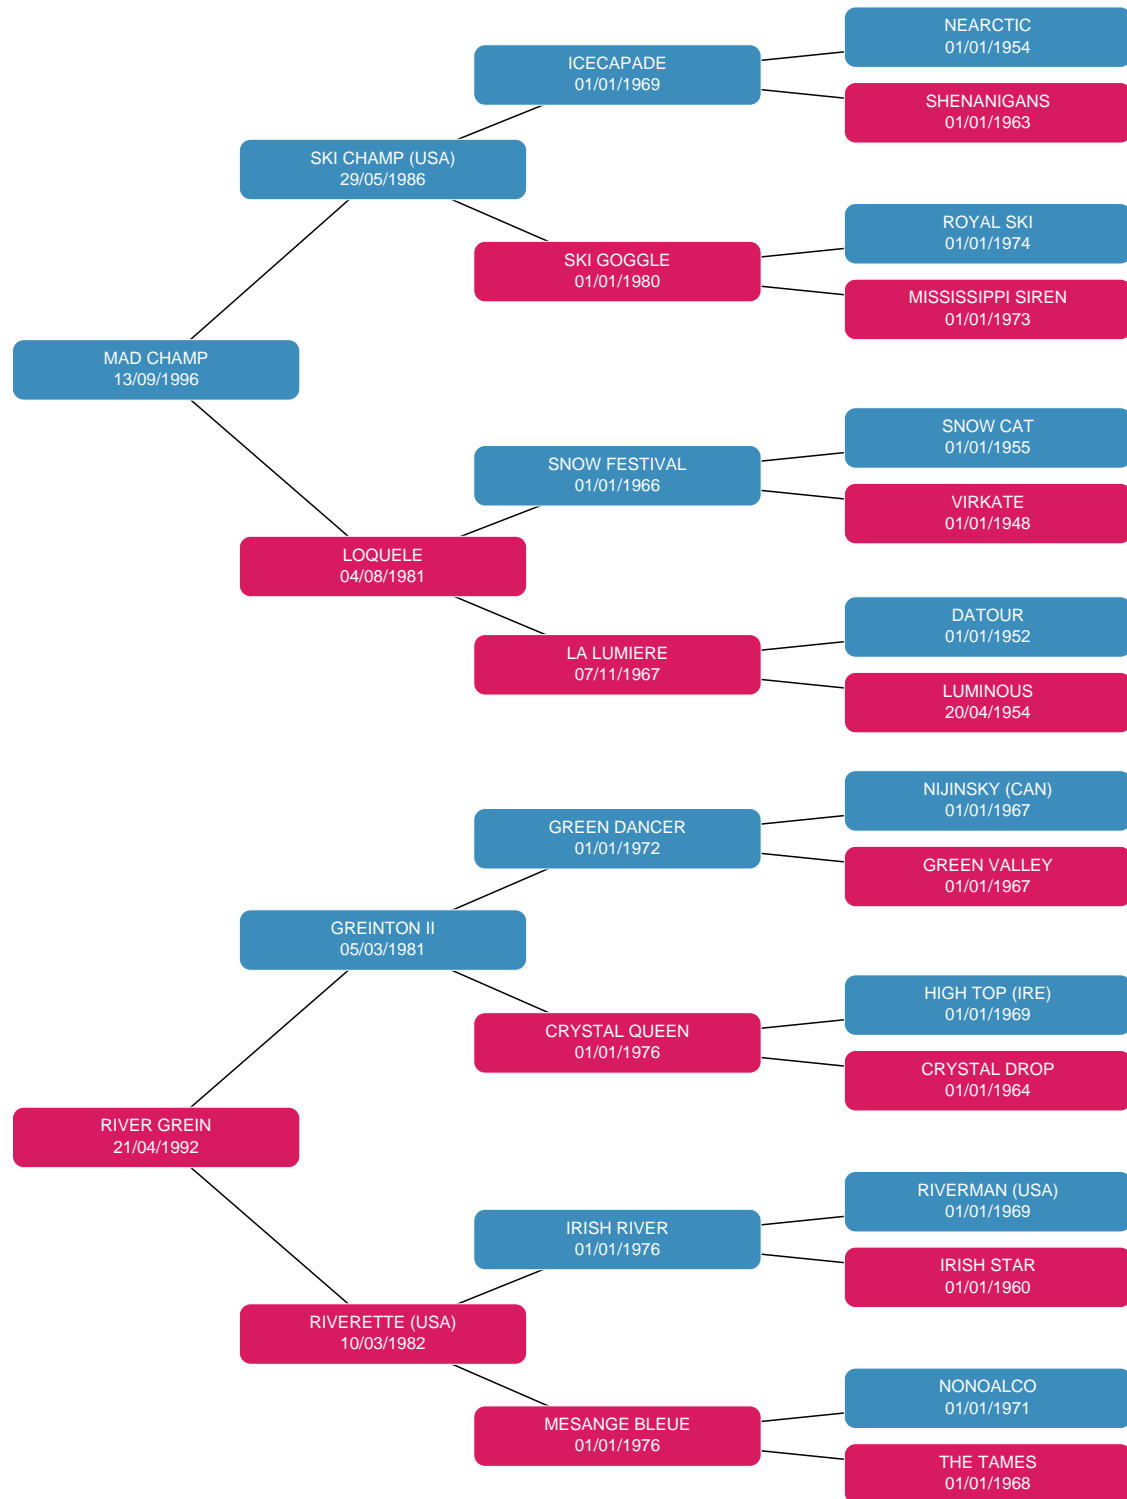 NEARCTIC
01/01/1954
ICECAPADE
01/01/1969
SHENANIGANS
01/01/1963
SKI CHAMP (USA)
29/05/1986
ROYAL SKI
01/01/1974
SKI GOGGLE
01/01/1980
MISSISSIPPI SIREN
01/01/1973
MAD CHAMP
13/09/1996
SNOW CAT
01/01/1955
SNOW FESTIVAL
01/01/1966
VIRKATE
01/01/1948
LOQUELE
04/08/1981
DATOUR
01/01/1952
LA LUMIERE
07/11/1967
LUMINOUS
20/04/1954
NIJINSKY (CAN)
01/01/1967
GREEN DANCER
01/01/1972
GREEN VALLEY
01/01/1967
GREINTON II
05/03/1981
HIGH TOP (IRE)
01/01/1969
CRYSTAL QUEEN
01/01/1976
CRYSTAL DROP
01/01/1964
RIVER GREIN
21/04/1992
RIVERMAN (USA)
01/01/1969
IRISH RIVER
01/01/1976
IRISH STAR
01/01/1960
RIVERETTE (USA)
10/03/1982
NONOALCO
01/01/1971
MESANGE BLEUE
01/01/1976
THE TAMES
01/01/1968